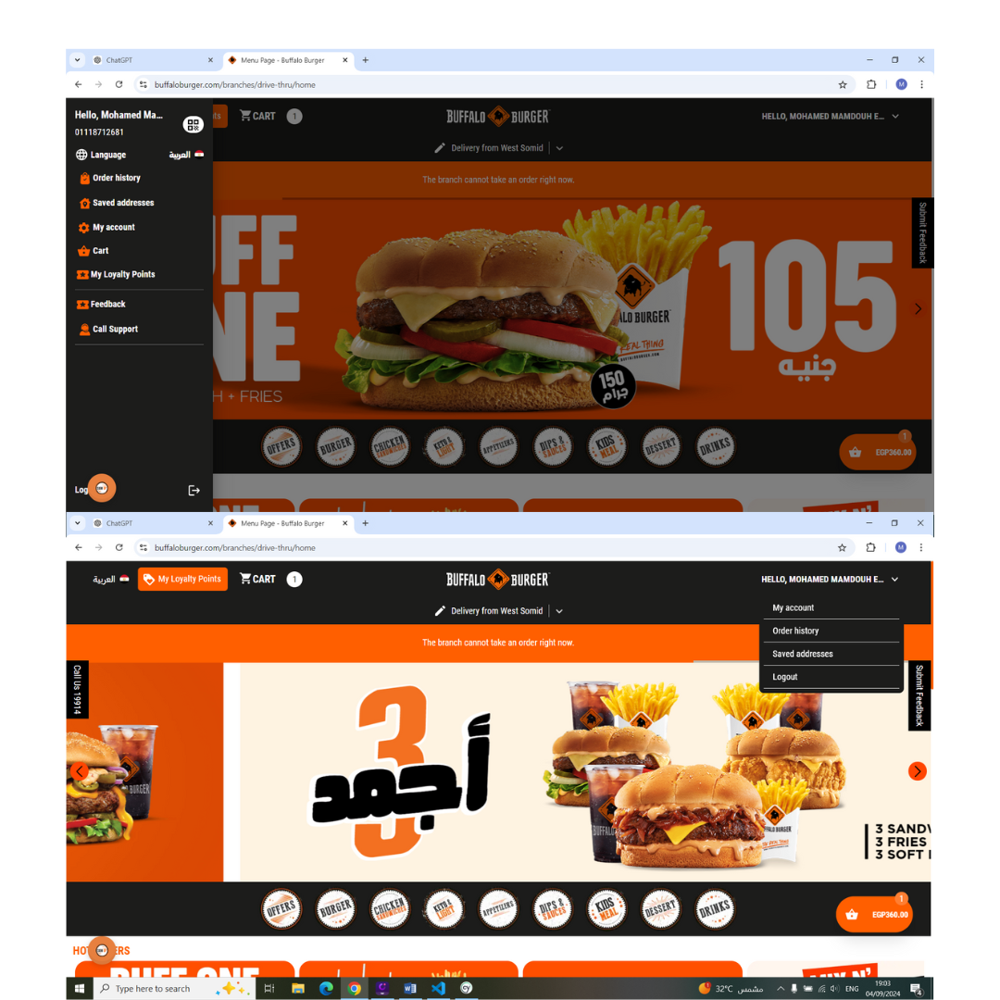 ChatGPT
Menu Page - Buffalo Burger
buffaloburger.com/branches/drive-thru/home
M
Hello, Mohamed Ma...
01118712681
Language العربية
Order history
Saved addresses
My account
Cart
My Loyalty Points
Feedback
Call Support
CART 1
BUFFALO BURGER
HELLO, MOHAMED MAMDOUH E...
Delivery from West Somid
The branch cannot take an order right now.
Submit Feedback
105
جنيه
150
جرام
BURGER
REAL THING
+ FRIES
OFFERS
BURGER
CHICKEN SANDWICHES
KETO & LIGHT
APPETIZERS
DIPS & SAUCES
KIDS MEAL
DESSERT
DRINKS
1
EGP360.00
ChatGPT
Menu Page - Buffalo Burger
buffaloburger.com/branches/drive-thru/home
M
العربية
My Loyalty Points
CART 1
BUFFALO BURGER
HELLO, MOHAMED MAMDOUH E...
Delivery from West Somid
My account
Order history
Saved addresses
Logout
The branch cannot take an order right now.
Call Us 19914
Submit Feedback
3
أجمد
3 SAND
3 FRIES
3 SOFT
OFFERS
BURGER
CHICKEN SANDWICHES
KETO & LIGHT
APPETIZERS
DIPS & SAUCES
KIDS MEAL
DESSERT
DRINKS
1
EGP360.00
Type here to search
32°C مشمس
ENG
19:03
04/09/2024
4